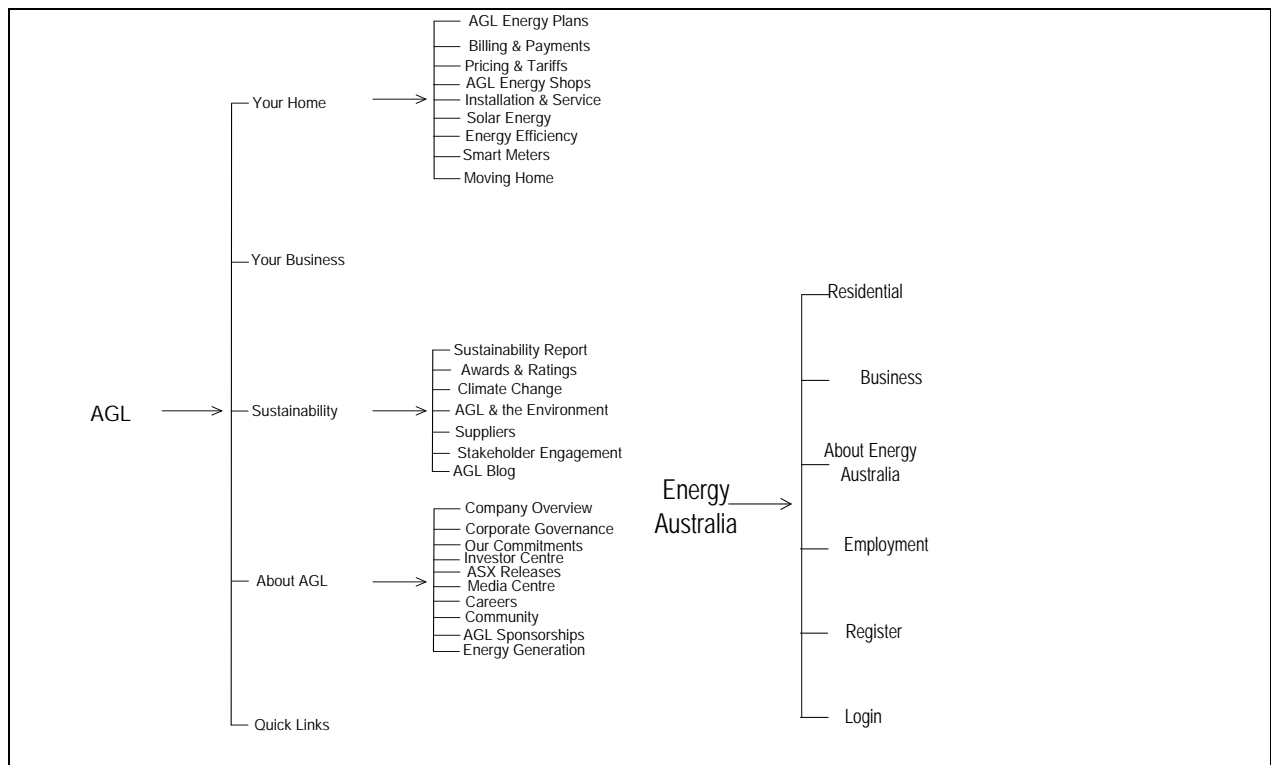 AGL
Your Home
AGL Energy Plans
Billing & Payments
Pricing & Tariffs
AGL Energy Shops
Installation & Service
Solar Energy
Energy Efficiency
Smart Meters
Moving Home
Your Business
Sustainability
Sustainability Report
Awards & Ratings
Climate Change
AGL & the Environment
Suppliers
Stakeholder Engagement
AGL Blog
About AGL
Company Overview
Corporate Governance
Our Commitments
Investor Centre
ASX Releases
Media Centre
Careers
Community
AGL Sponsorships
Energy Generation
Quick Links
Energy
Australia
Residential
Business
About Energy
Australia
Employment
Register
Login